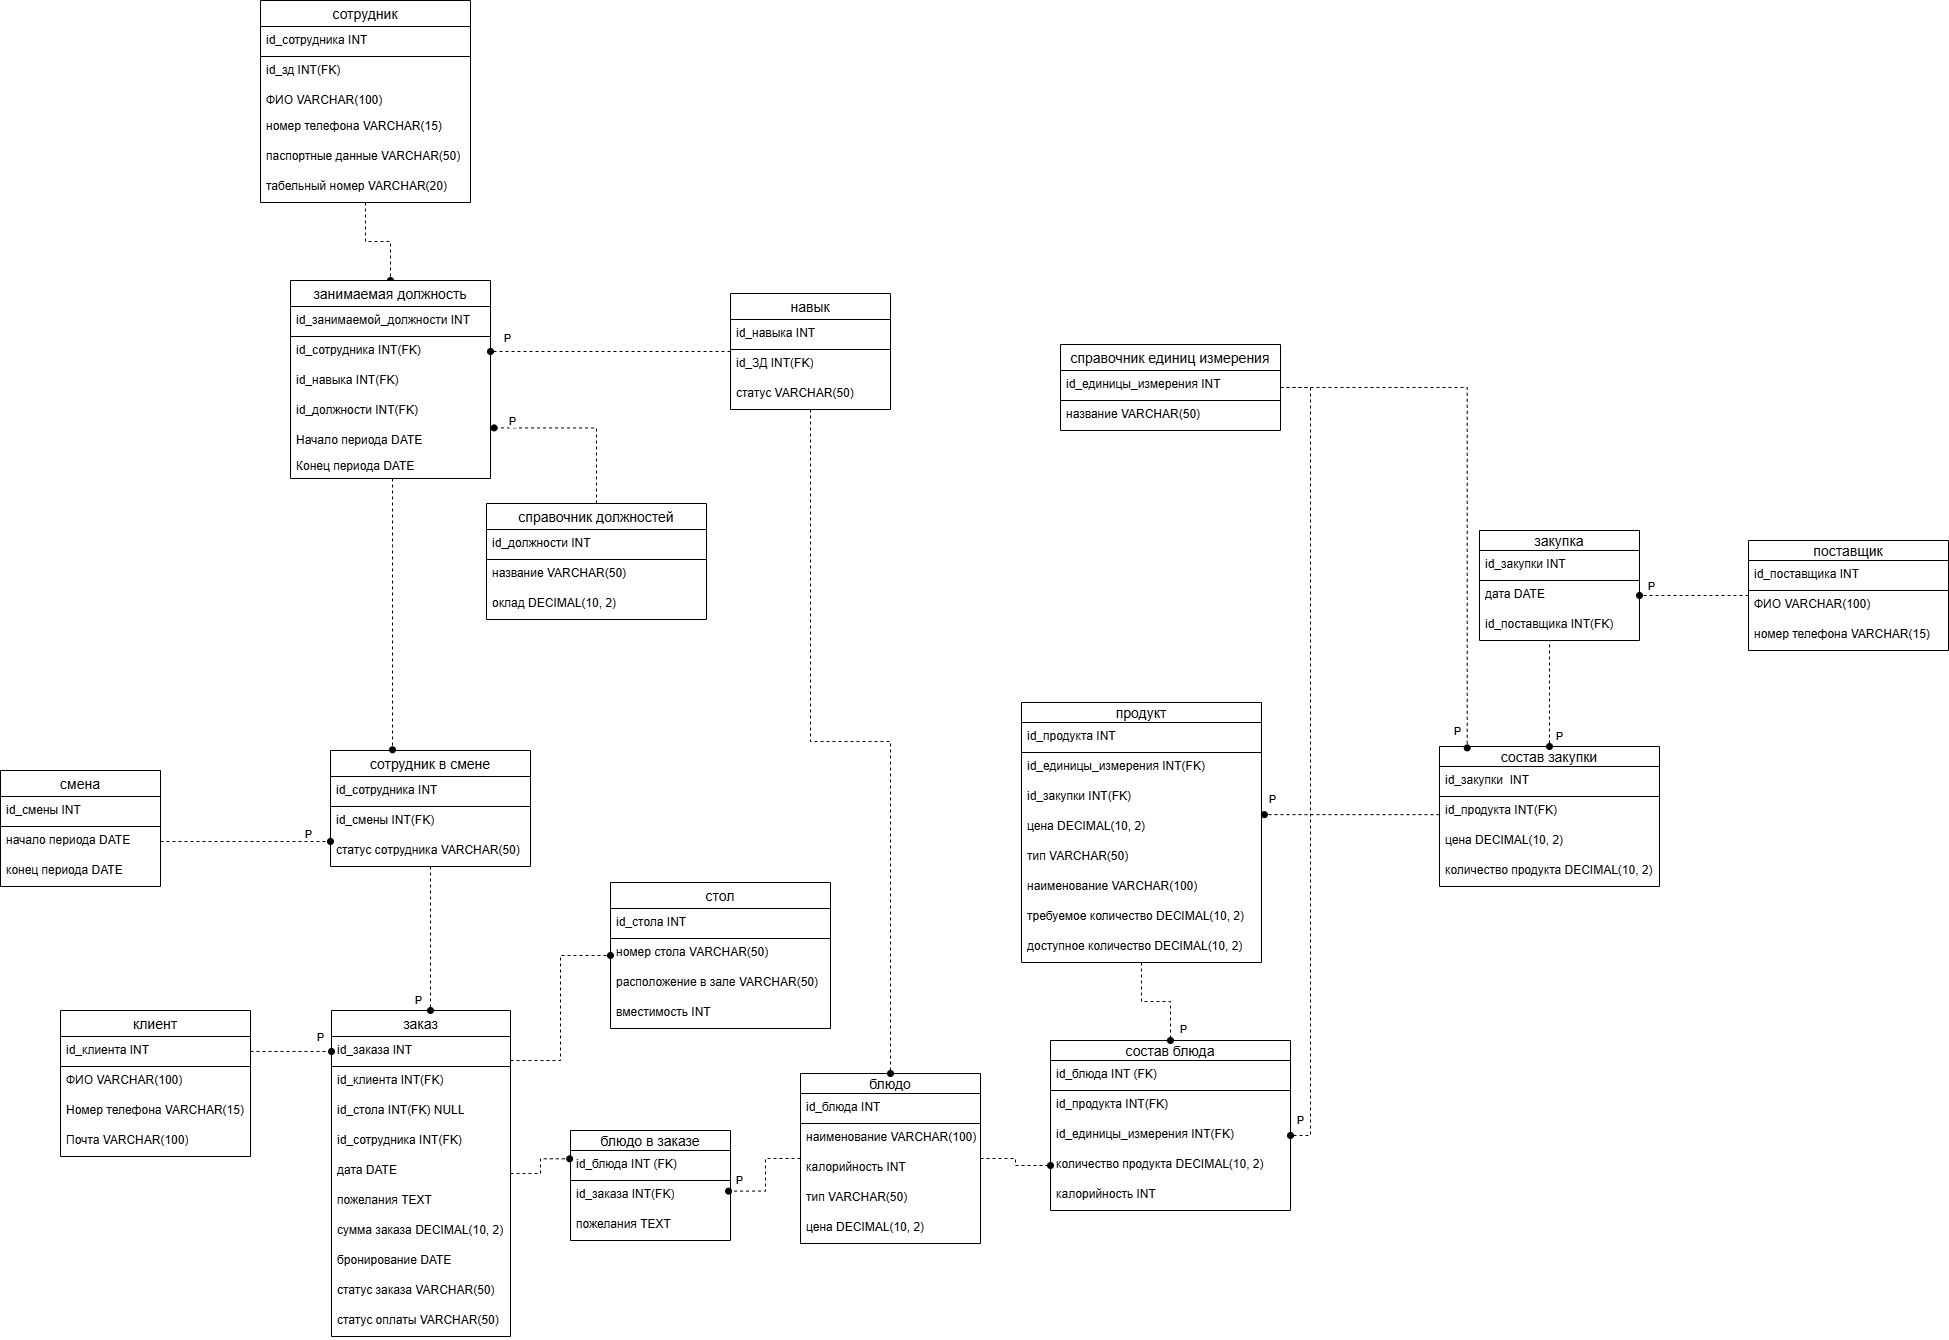 сотрудник
id_сотрудника INT
id_зд INT(FK)
ФИО VARCHAR(100)
номер телефона VARCHAR(15)
паспортные данные VARCHAR(50)
табельный номер VARCHAR(20)
занимаемая должность
id_занимаемой_должности INT
id_сотрудника INT(FK)
id_навыка INT(FK)
id_должности INT(FK)
Начало периода DATE
Конец периода DATE
P
P
навык
id_навыка INT
id_ЗД INT(FK)
статус VARCHAR(50)
справочник должностей
id_должности INT
название VARCHAR(50)
оклад DECIMAL(10, 2)
справочник единиц измерения
id_единицы_измерения INT
название VARCHAR(50)
закупка
id_закупки INT
дата DATE
id_поставщика INT(FK)
P
поставщик
id_поставщика INT
ФИО VARCHAR(100)
номер телефона VARCHAR(15)
продукт
id_продукта INT
id_единицы_измерения INT(FK)
id_закупки INT(FK)
цена DECIMAL(10, 2)
тип VARCHAR(50)
наименование VARCHAR(100)
требуемое количество DECIMAL(10, 2)
доступное количество DECIMAL(10, 2)
P
P
P
состав закупки
id_закупки  INT
id_продукта INT(FK)
цена DECIMAL(10, 2)
количество продукта DECIMAL(10, 2)
смена
id_смены INT
начало периода DATE
конец периода DATE
P
сотрудник в смене
id_сотрудника INT
id_смены INT(FK)
статус сотрудника VARCHAR(50)
стол
id_стола INT
номер стола VARCHAR(50)
расположение в зале VARCHAR(50)
вместимость INT
клиент
id_клиента INT
ФИО VARCHAR(100)
Номер телефона VARCHAR(15)
Почта VARCHAR(100)
P
P
заказ
id_заказа INT
id_клиента INT(FK)
id_стола INT(FK) NULL
id_сотрудника INT(FK)
дата DATE
пожелания TEXT
сумма заказа DECIMAL(10, 2)
бронирование DATE
статус заказа VARCHAR(50)
статус оплаты VARCHAR(50)
блюдо в заказе
id_блюда INT (FK)
id_заказа INT(FK)
пожелания TEXT
P
блюдо
id_блюда INT
наименование VARCHAR(100)
калорийность INT
тип VARCHAR(50)
цена DECIMAL(10, 2)
P
состав блюда
id_блюда INT (FK)
id_продукта INT(FK)
id_единицы_измерения INT(FK)
количество продукта DECIMAL(10, 2)
калорийность INT
P